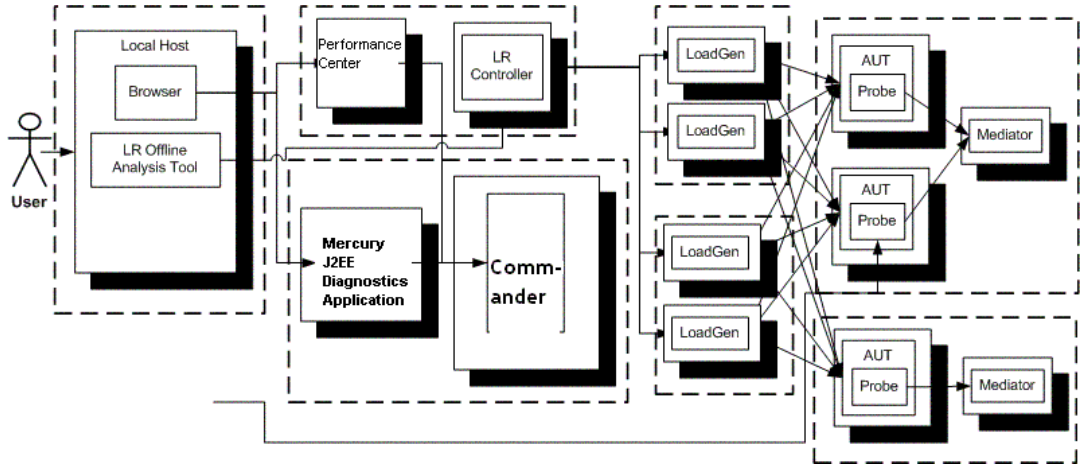 User
Local Host
Browser
LR Offline
Analysis Tool
Performance
Center
LR
Controller
Mercury
J2EE
Diagnostics
Application
Comm-
ander
LoadGen
LoadGen
LoadGen
LoadGen
AUT
Probe
Mediator
AUT
Probe
AUT
Probe
Mediator